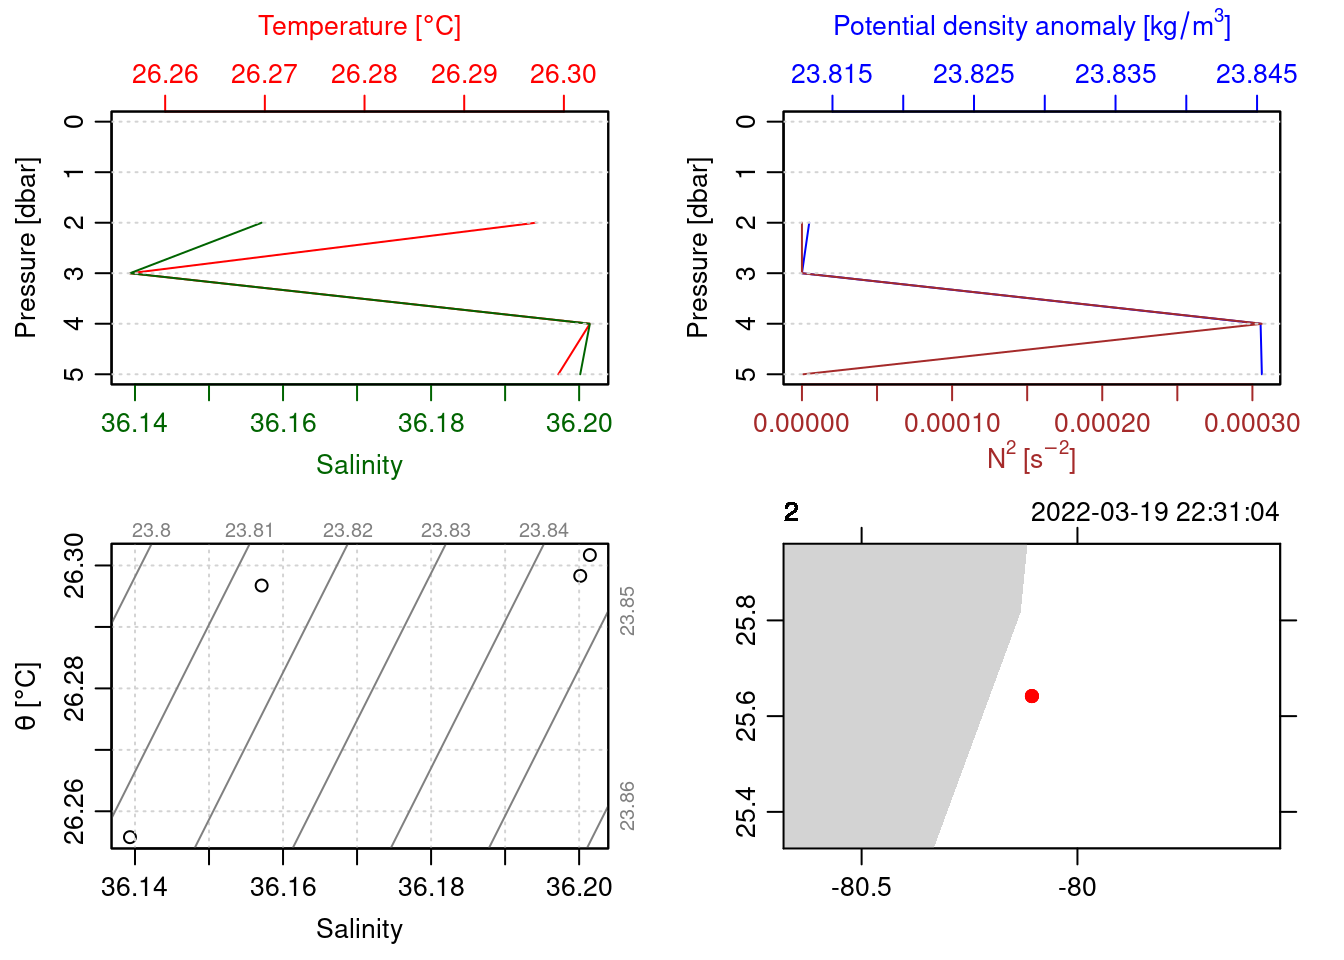 Temperature [°C]
26.26 26.27 26.28 26.29 26.30
Pressure [dbar]
0
1
2
3
4
5
36.14 36.16 36.18 36.20
Salinity
Potential density anomaly [kg/m³]
23.815 23.825 23.835 23.845
Pressure [dbar]
0
1
2
3
4
5
0.00000 0.00010 0.00020 0.00030
N² [s⁻²]
23.8 23.81 23.82 23.83 23.84
23.85
23.86
θ [°C]
26.30
26.28
26.26
36.14 36.16 36.18 36.20
Salinity
2 2022-03-19 22:31:04
25.8
25.6
25.4
-80.5 -80